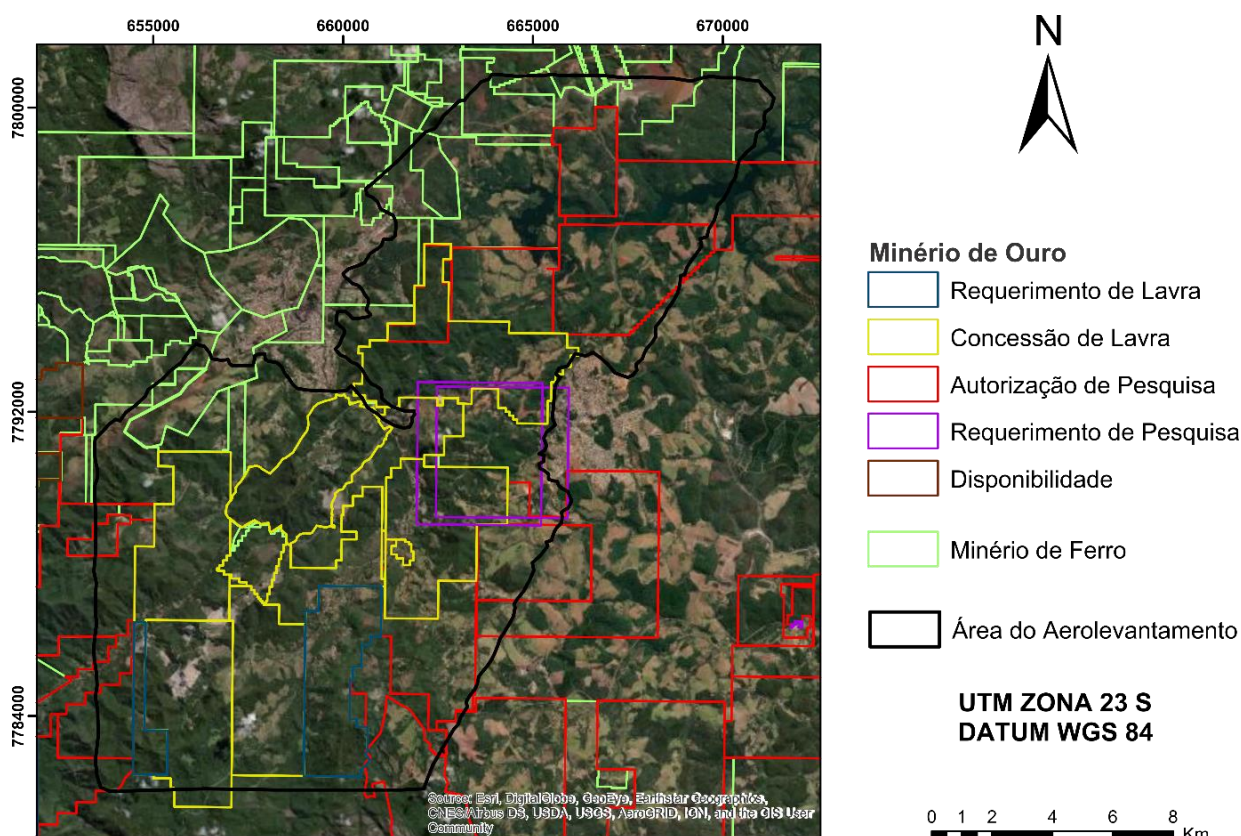 655000
660000
665000
670000
7800000
7792000
7784000
N
Minério de Ouro
Requerimento de Lavra
Concessão de Lavra
Autorização de Pesquisa
Requerimento de Pesquisa
Disponibilidade
Minério de Ferro
Área do Aerolevantamento
UTM ZONA 23 S
DATUM WGS 84
Source: Esri, DigitalGlobe, GeoEye, Earthstar Geographics,
CNES/Airbus DS, USDA, USGS, AeroGRID, IGN, and the GIS User
Community
0 1 2 4 6 8
Km